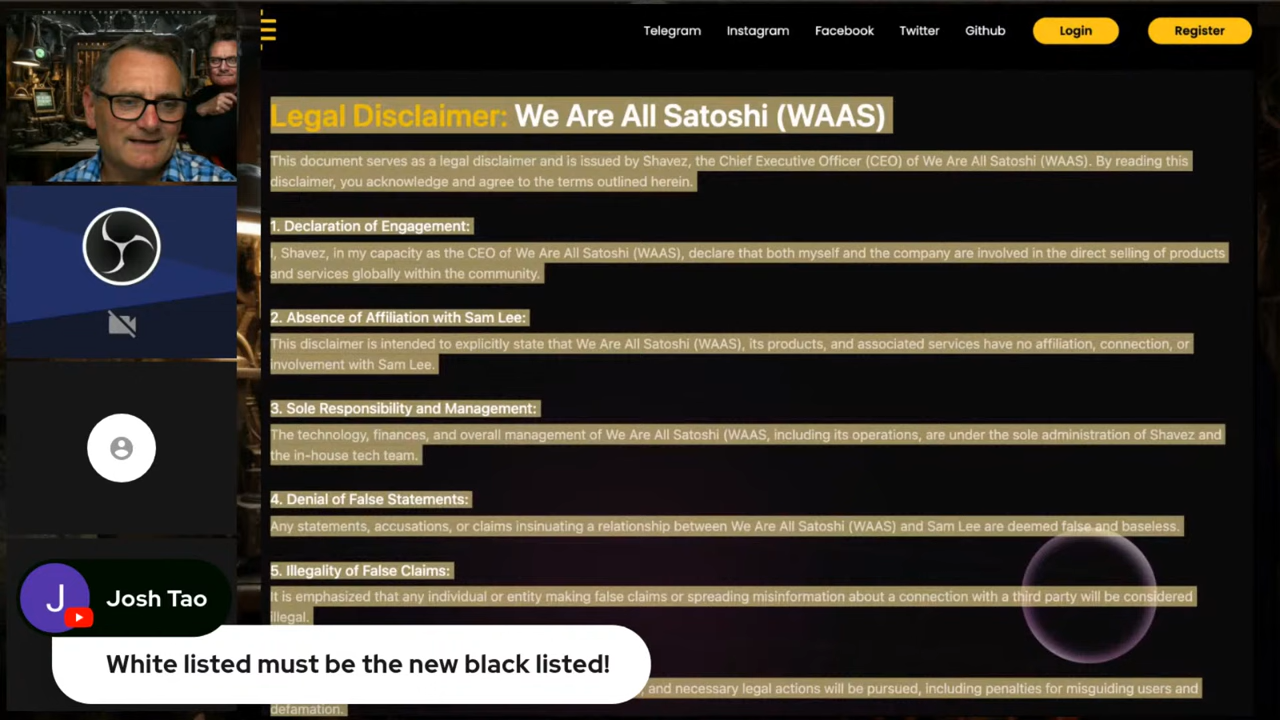 THE CRYPTO PONZI SCHEME AVENGER
Telegram Instagram Facebook Twitter Github Login Register
Legal Disclaimer: We Are All Satoshi (WAAS)
This document serves as a legal disclaimer and is issued by Shavez, the Chief Executive Officer (CEO) of We Are All Satoshi (WAAS). By reading this
disclaimer, you acknowledge and agree to the terms outlined herein.
1. Declaration of Engagement:
I, Shavez, in my capacity as the CEO of We Are All Satoshi (WAAS), declare that both myself and the company are involved in the direct selling of products
and services globally within the community.
2. Absence of Affiliation with Sam Lee:
This disclaimer is intended to explicitly state that We Are All Satoshi (WAAS), its products, and associated services have no affiliation, connection, or
involvement with Sam Lee.
3. Sole Responsibility and Management:
The technology, finances, and overall management of We Are All Satoshi (WAAS, including its operations, are under the sole administration of Shavez and
the in-house tech team.
4. Denial of False Statements:
Any statements, accusations, or claims insinuating a relationship between We Are All Satoshi (WAAS) and Sam Lee are deemed false and baseless.
5. Illegality of False Claims:
It is emphasized that any individual or entity making false claims or spreading misinformation about a connection with a third party will be considered
illegal.
and necessary legal actions will be pursued, including penalties for misguiding users and
defamation.
J
Josh Tao
White listed must be the new black listed!